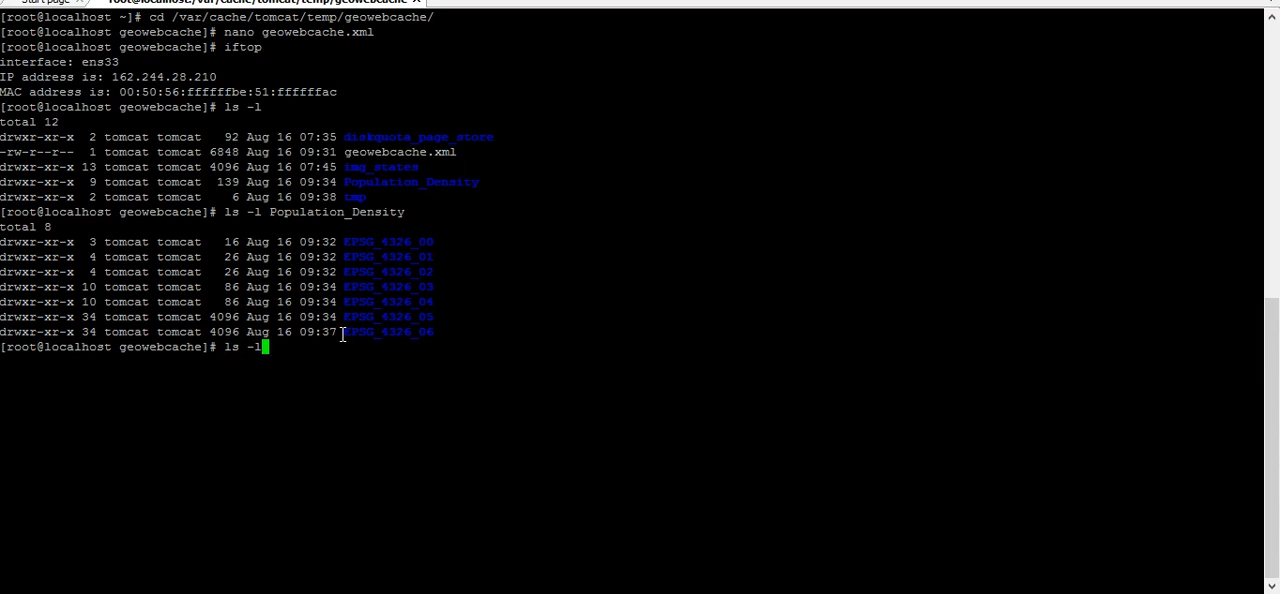 Start page
root@localhost:/var/cache/tomcat/temp/geowebcache
[root@localhost ~]# cd /var/cache/tomcat/temp/geowebcache/
[root@localhost geowebcache]# nano geowebcache.xml
[root@localhost geowebcache]# iftop
interface: ens33
IP address is: 162.244.28.210
MAC address is: 00:50:56:ffffffbe:51:ffffffac
[root@localhost geowebcache]# ls -l
total 12
drwxr-xr-x  2 tomcat tomcat   92 Aug 16 07:35 diskquota_page_store
-rw-r--r--  1 tomcat tomcat 6848 Aug 16 09:31 geowebcache.xml
drwxr-xr-x 13 tomcat tomcat 4096 Aug 16 07:45 img_states
drwxr-xr-x  9 tomcat tomcat  139 Aug 16 09:34 Population_Density
drwxr-xr-x  2 tomcat tomcat    6 Aug 16 09:38 tmp
[root@localhost geowebcache]# ls -l Population_Density
total 8
drwxr-xr-x  3 tomcat tomcat   16 Aug 16 09:32 EPSG_4326_00
drwxr-xr-x  4 tomcat tomcat   26 Aug 16 09:32 EPSG_4326_01
drwxr-xr-x  4 tomcat tomcat   26 Aug 16 09:32 EPSG_4326_02
drwxr-xr-x 10 tomcat tomcat   86 Aug 16 09:34 EPSG_4326_03
drwxr-xr-x 10 tomcat tomcat   86 Aug 16 09:34 EPSG_4326_04
drwxr-xr-x 34 tomcat tomcat 4096 Aug 16 09:34 EPSG_4326_05
drwxr-xr-x 34 tomcat tomcat 4096 Aug 16 09:37 EPSG_4326_06
[root@localhost geowebcache]# ls -l